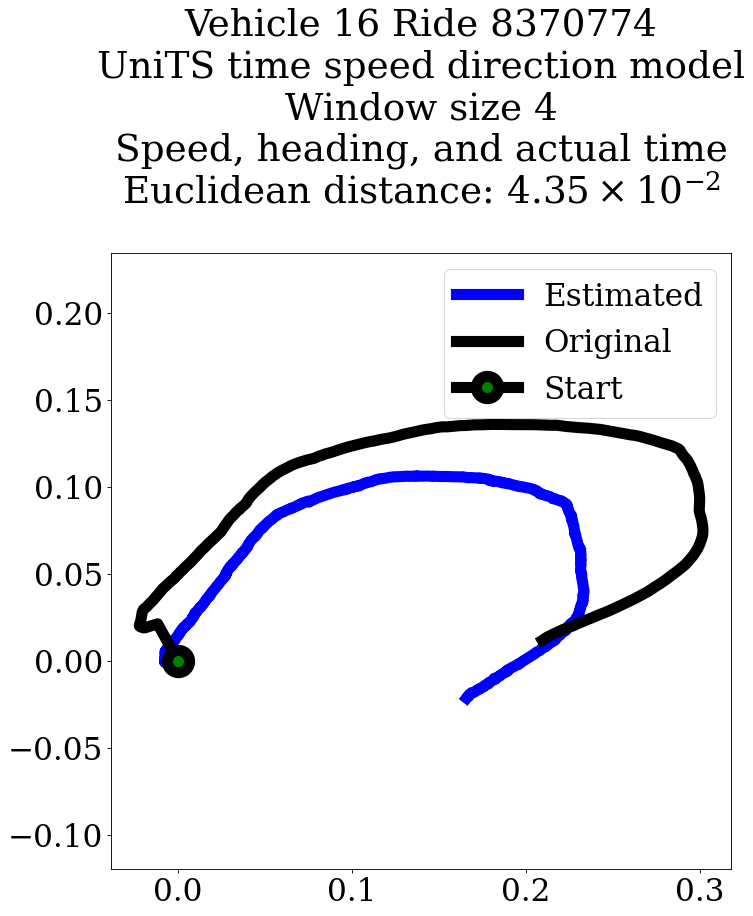 Vehicle 16 Ride 8370774
UniTS time speed direction model
Window size 4
Speed, heading, and actual time
Euclidean distance: 4.35 × 10⁻²
Estimated
Original
Start
0.20
0.15
0.10
0.05
0.00
−0.05
−0.10
0.0 0.1 0.2 0.3